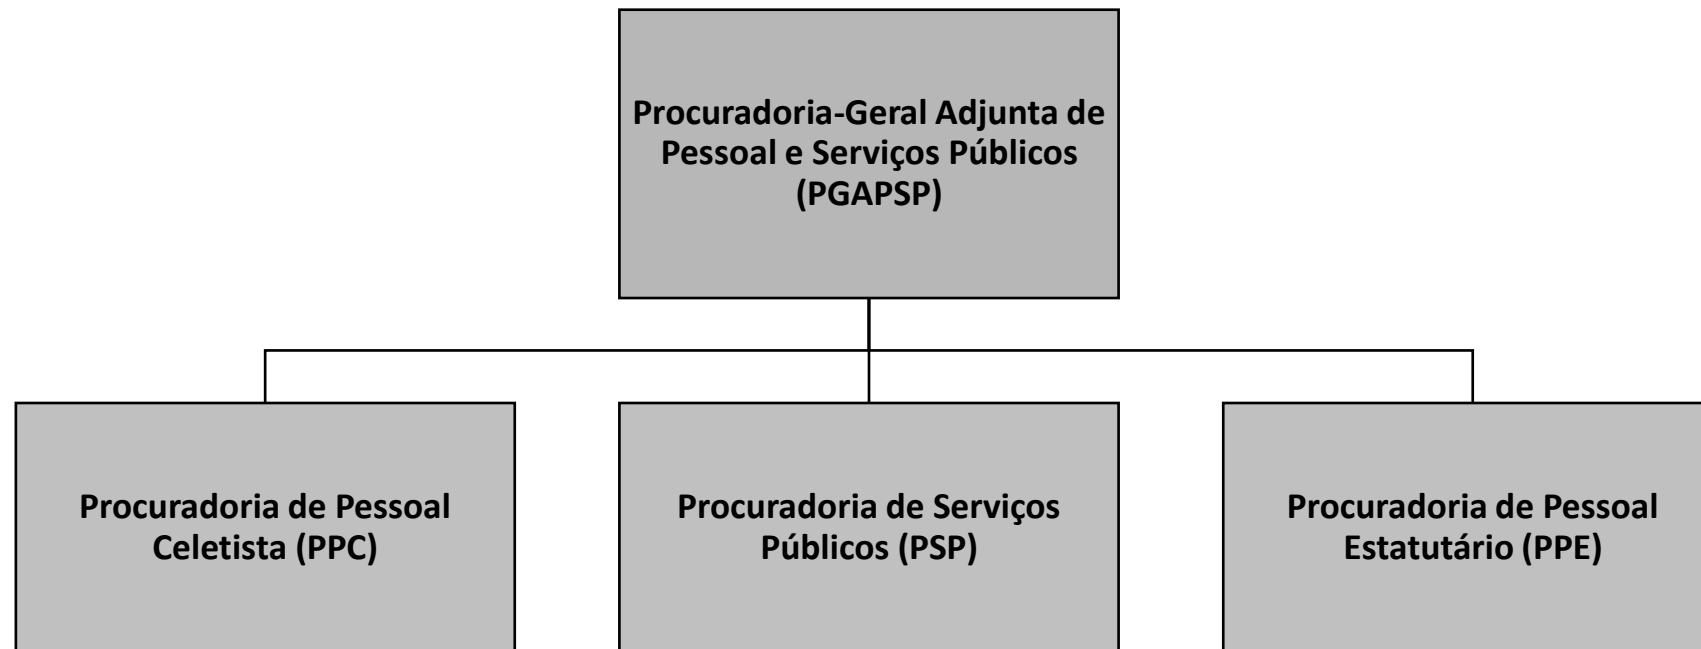 Procuradoria-Geral Adjunta de
Pessoal e Serviços Públicos
(PGAPSP)
Procuradoria de Pessoal
Celetista (PPC)
Procuradoria de Serviços
Públicos (PSP)
Procuradoria de Pessoal
Estatutário (PPE)